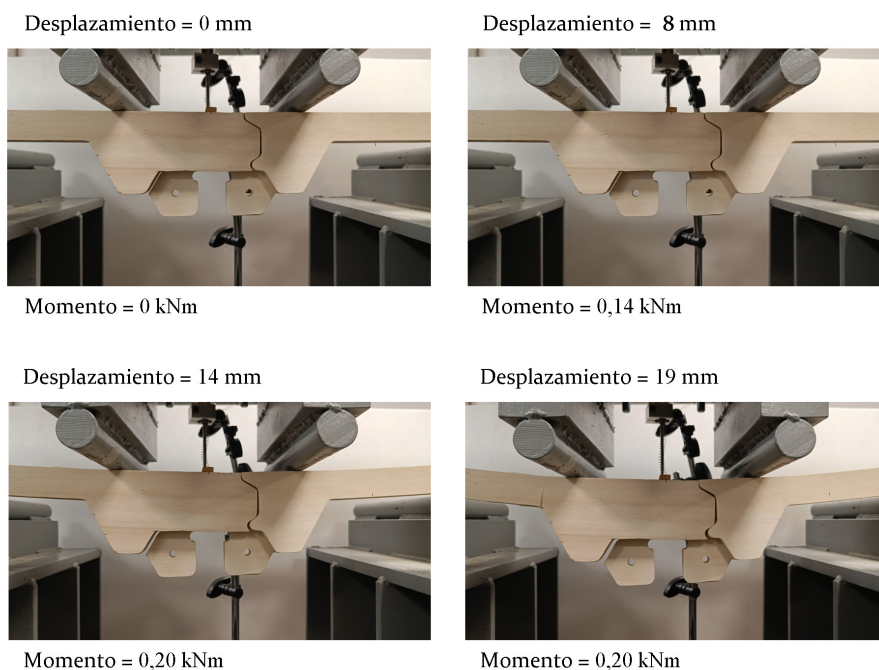 Desplazamiento = 0 mm
Desplazamiento = 8 mm
Momento = 0 kNm
Momento = 0,14 kNm
Desplazamiento = 14 mm
Desplazamiento = 19 mm
Momento = 0,20 kNm
Momento = 0,20 kNm